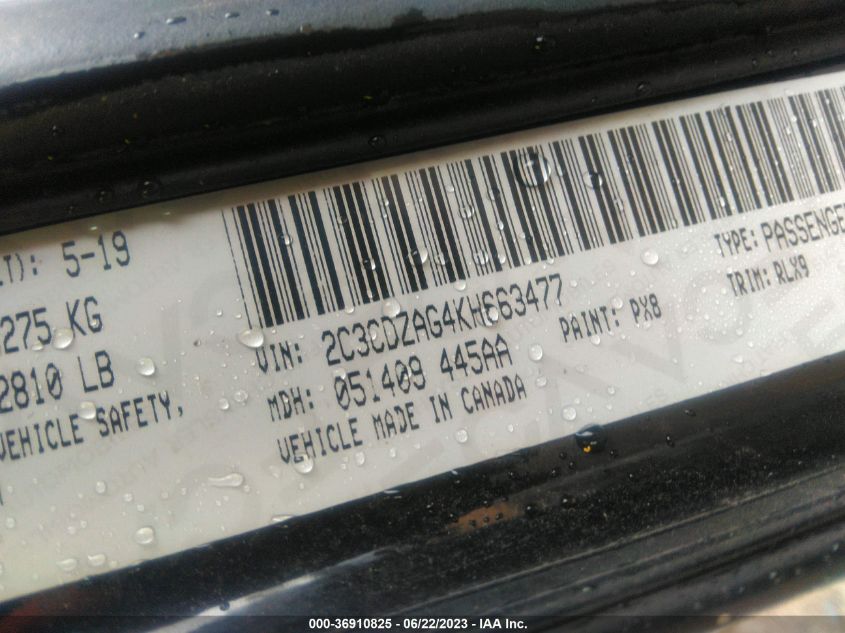 I): 5-19
275 KG
2810 LB
VEHICLE SAFETY,
VIN: 2C3CDZAG4KH663477
TYPE: PASSENGE
MDH: 051409 445AA
PAINT: PX8
TRIM: RLX9
VEHICLE MADE IN CANADA
000-36910825 - 06/22/2023 - IAA Inc.